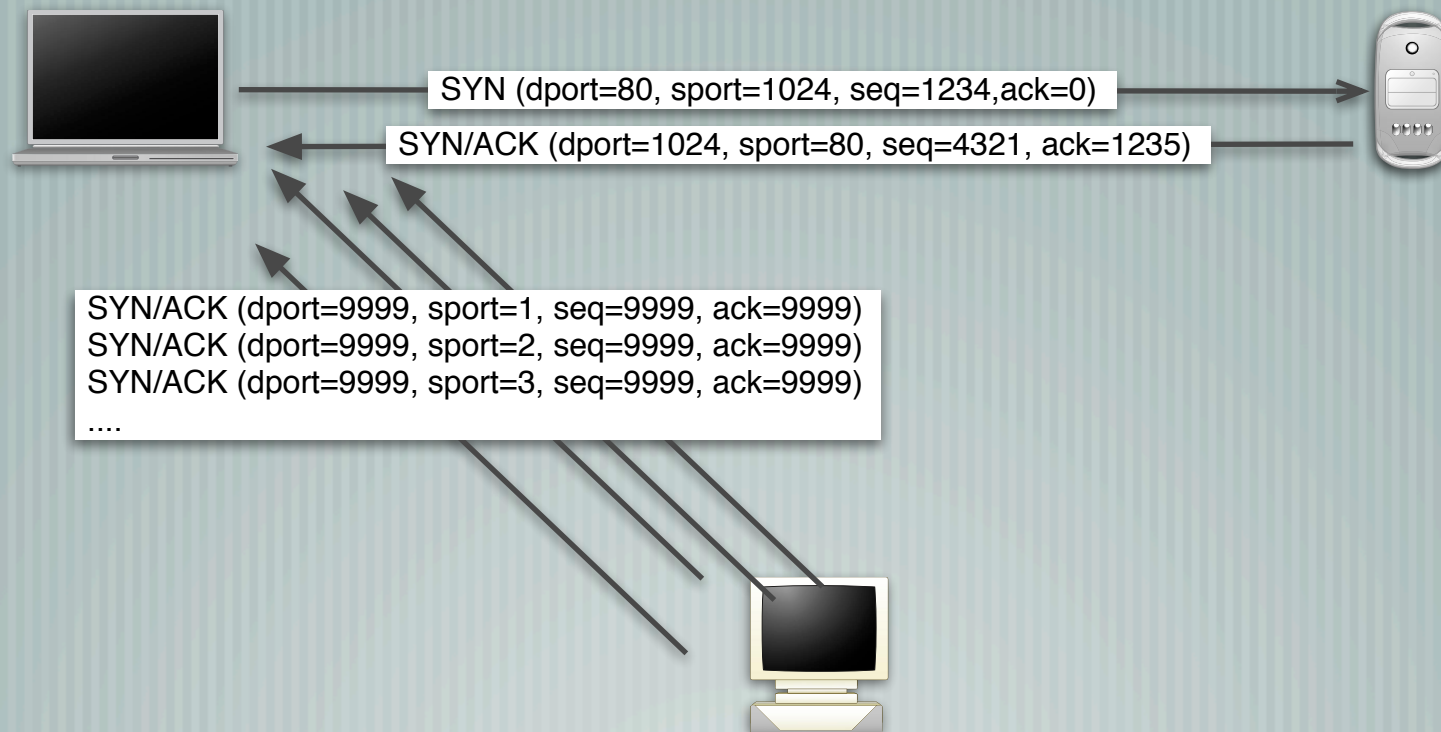 SYN (dport=80, sport=1024, seq=1234,ack=0)
SYN/ACK (dport=1024, sport=80, seq=4321, ack=1235)
SYN/ACK (dport=9999, sport=1, seq=9999, ack=9999)
SYN/ACK (dport=9999, sport=2, seq=9999, ack=9999)
SYN/ACK (dport=9999, sport=3, seq=9999, ack=9999)
....